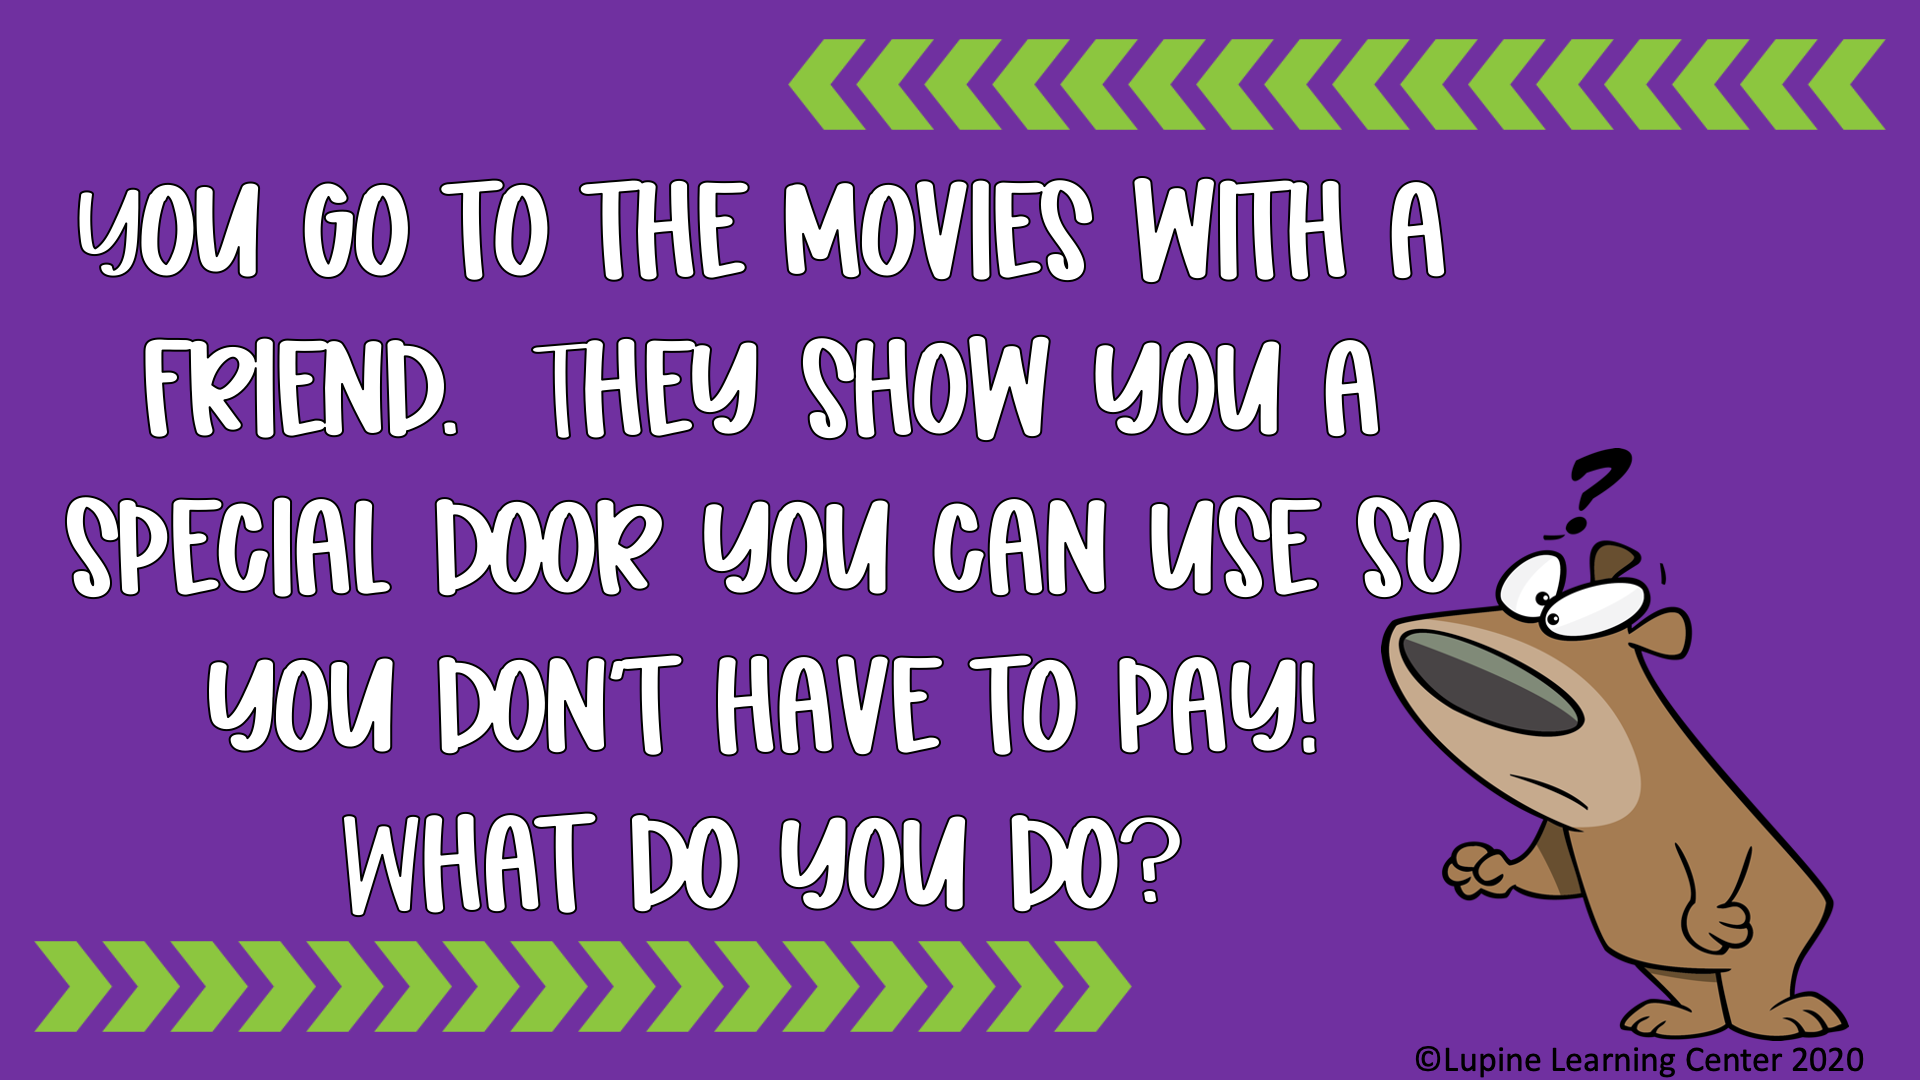 YOU GO TO THE MOVIES WITH A
FRIEND. THEY SHOW YOU A
SPECIAL DOOR YOU CAN USE SO
YOU DON'T HAVE TO PAY!
WHAT DO YOU DO?
?
©Lupine Learning Center 2020